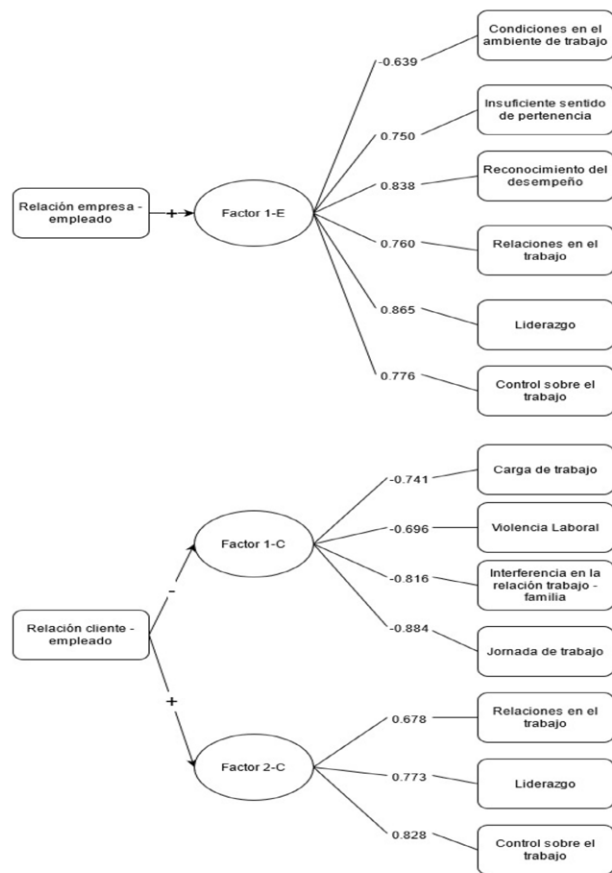 Condiciones en el
ambiente de trabajo
-0.639
Insuficiente sentido
de pertenencia
0.750
Reconocimiento del
desempeño
0.838
Relación empresa -
empleado
+
Factor 1-E
0.760
Relaciones en el
trabajo
0.865
Liderazgo
0.776
Control sobre el
trabajo
Carga de trabajo
-0.741
-0.696
Violencia Laboral
Factor 1-C
-0.816
Interferencia en la
relación trabajo -
familia
-
-0.884
Jornada de trabajo
Relación cliente -
empleado
+
0.678
Relaciones en el
trabajo
Factor 2-C
0.773
Liderazgo
0.828
Control sobre el
trabajo